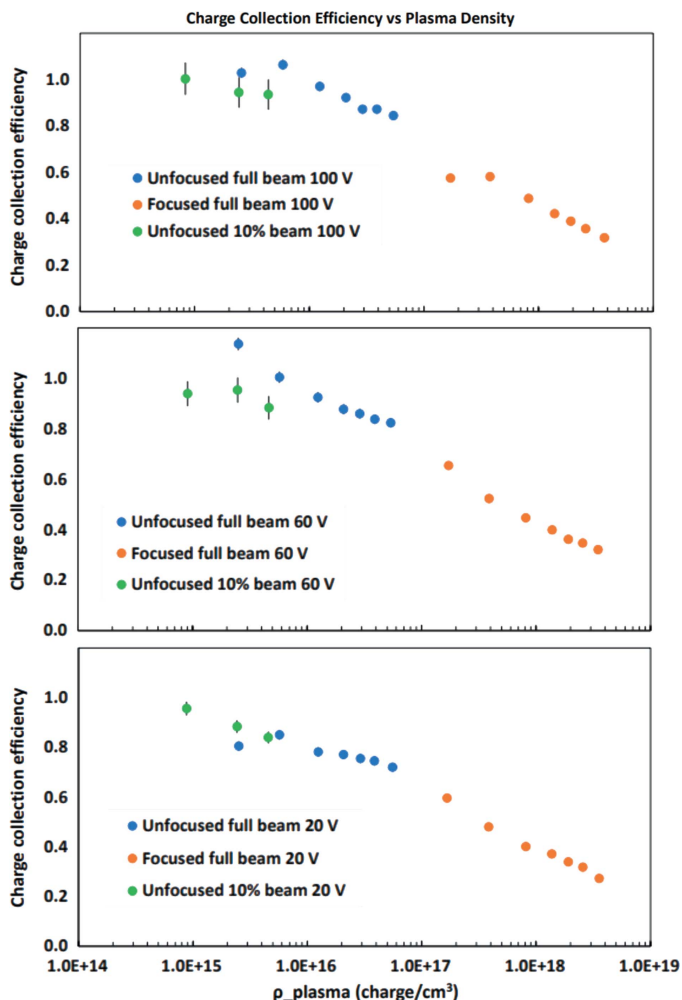 Charge Collection Efficiency vs Plasma Density
Charge collection efficiency
1.0
0.8
0.6
0.4
0.2
0.0
Unfocused full beam 100 V
Focused full beam 100 V
Unfocused 10% beam 100 V
Charge collection efficiency
1.0
0.8
0.6
0.4
0.2
0.0
Unfocused full beam 60 V
Focused full beam 60 V
Unfocused 10% beam 60 V
Charge collection efficiency
1.0
0.8
0.6
0.4
0.2
0.0
Unfocused full beam 20 V
Focused full beam 20 V
Unfocused 10% beam 20 V
1.0E+14 1.0E+15 1.0E+16 1.0E+17 1.0E+18 1.0E+19
ρ_plasma (charge/cm³)